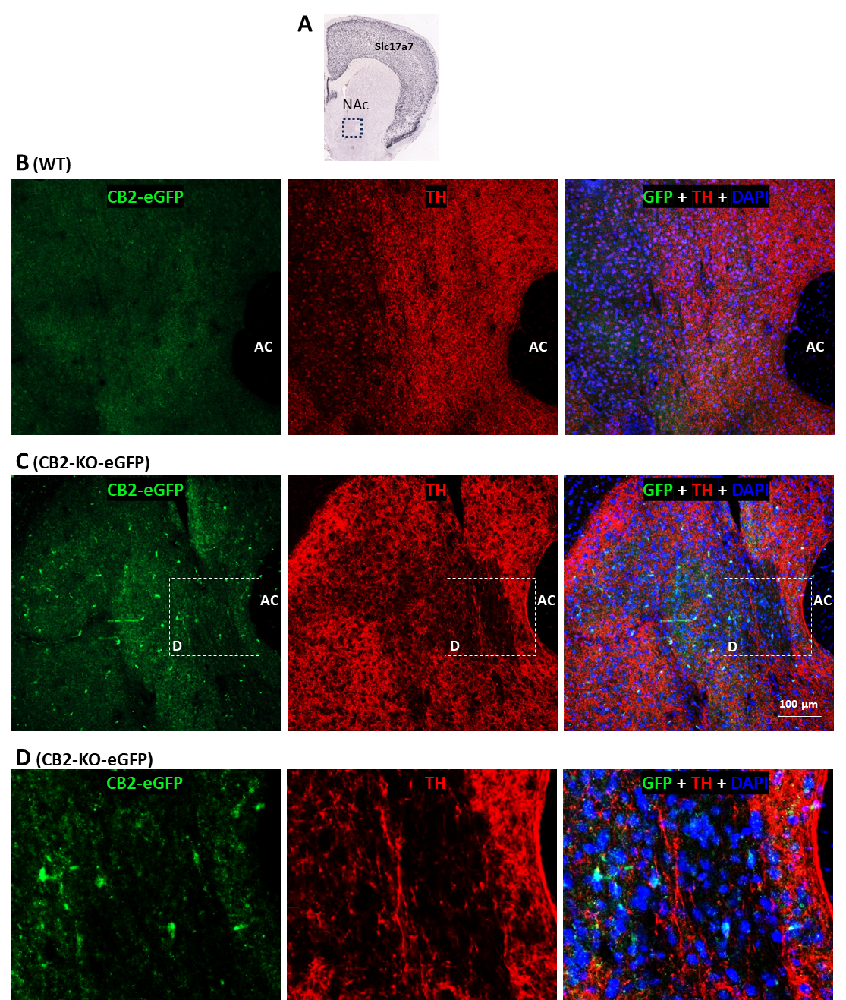 A
Slc17a7
NAc
B (WT)
CB2-eGFP
TH
GFP + TH + DAPI
AC
AC
AC
C (CB2-KO-eGFP)
CB2-eGFP
TH
GFP + TH + DAPI
AC
AC
AC
D
D
D
100 µm
D (CB2-KO-eGFP)
CB2-eGFP
TH
GFP + TH + DAPI